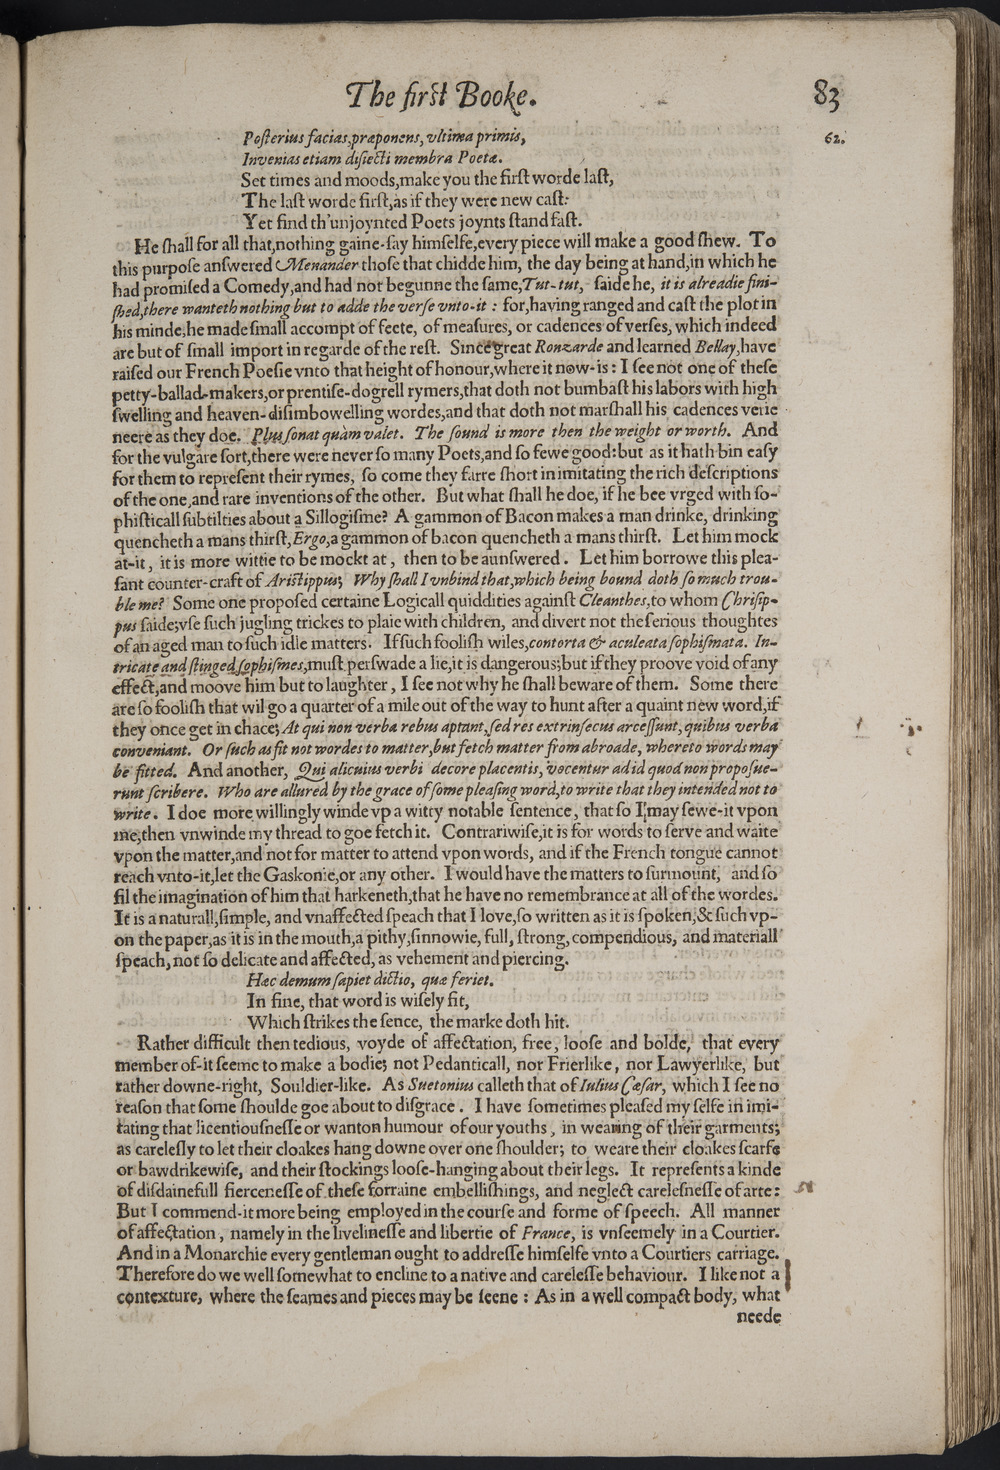 The firſt Booke. 83
62.
Poſterius facias, præponens, vltima primis,
Invenias etiam diſiecti membra Poetæ.
Set times and moods, make you the firſt worde laſt,
The laſt worde firſt, as if they were new caſt:
Yet find th'unjoynted Poets joynts ſtand faſt.
He ſhall for all that, nothing gaine-ſay himſelfe, every piece will make a good ſhew. To
this purpoſe anſwered Menander thoſe that chidde him, the day being at hand, in which he
had promiſed a Comedy, and had not begunne the ſame, Tut-tut, ſaide he, it is alreadie fini-
ſhed, there wanteth nothing but to adde the verſe vnto-it : for, having ranged and caſt the plot in
his minde, he made ſmall accompt of feete, of meaſures, or cadences of verſes, which indeed
are but of ſmall import in regarde of the reſt. Since great Ronzarde and learned Bellay, have
raiſed our French Poeſie vnto that height of honour, where it now-is : I ſee not one of theſe
petty-ballad-makers, or prentiſe-dogrell rymers, that doth not bumbaſt his labors with high
ſwelling and heaven-diſimbowelling wordes, and that doth not marſhall his cadences verie
neere as they doe. Plus ſonat quàm valet. The ſound is more then the weight or worth. And
for the vulgare ſort, there were never ſo many Poets, and ſo fewe good: but as it hath bin eaſy
for them to repreſent their rymes, ſo come they farre ſhort in imitating the rich deſcriptions
of the one, and rare inventions of the other. But what ſhall he doe, if he bee vrged with ſo-
phiſticall ſubtilties about a Sillogiſme? A gammon of Bacon makes a man drinke, drinking
quencheth a mans thirſt, Ergo, a gammon of bacon quencheth a mans thirſt. Let him mock
at-it, it is more wittie to be mockt at, then to be aunſwered. Let him borrowe this plea-
ſant counter-craft of Ariſtippus; Why ſhall I vnbind that, which being bound doth ſo much trou-
ble me? Some one propoſed certaine Logicall quiddities againſt Cleanthes, to whom Chriſip-
pus ſaide; vſe ſuch jugling trickes to plaie with children, and divert not the ſerious thoughtes
of an aged man to ſuch idle matters. If ſuch fooliſh wiles, contorta & aculeata ſophiſmata. In-
tricate and ſtinged ſophiſmes, muſt perſwade a lie, it is dangerous; but if they proove void of any
effect, and moove him but to laughter, I ſee not why he ſhall beware of them. Some there
are ſo fooliſh that wil go a quarter of a mile out of the way to hunt after a quaint new word, if
they once get in chace; At qui non verba rebus aptant, ſed res extrinſecus arceſſunt, quibus verba
conveniant. Or ſuch as fit not wordes to matter, but fetch matter from abroade, whereto words may
be fitted. And another, Qui alicuius verbi decore placentis, vocentur ad id quod non propoſue-
runt ſcribere. Who are allured by the grace of ſome pleaſing word, to write that they intended not to
write. I doe more willingly winde vp a witty notable ſentence, that ſo I may ſewe-it vpon
me, then vnwinde my thread to goe fetch it. Contrariwiſe, it is for words to ſerve and waite
vpon the matter, and not for matter to attend vpon words, and if the French tongue cannot
reach vnto-it, let the Gaskonie, or any other. I would have the matters to ſurmount, and ſo
fil the imagination of him that harkeneth, that he have no remembrance at all of the wordes.
It is a naturall, ſimple, and vnaffected ſpeach that I love, ſo written as it is ſpoken, & ſuch vp-
on the paper, as it is in the mouth, a pithy, ſinnowie, full, ſtrong, compendious, and materiall
ſpeach, not ſo delicate and affected, as vehement and piercing.
Hæc demum ſapiet dictio, quæ feriet.
In fine, that word is wiſely fit,
Which ſtrikes the ſence, the marke doth hit.
Rather difficult then tedious, voyde of affectation, free, looſe and bolde, that every
member of-it ſeeme to make a bodie; not Pedanticall, nor Frierlike, nor Lawyerlike, but
rather downe-right, Souldier-like. As Suetonius calleth that of Iulius Cæſar, which I ſee no
reaſon that ſome ſhoulde goe about to diſgrace. I have ſometimes pleaſed my ſelfe in imi-
tating that licentiouſneſſe or wanton humour of our youths, in wearing of their garments;
as careleſly to let their cloakes hang downe over one ſhoulder; to weare their cloakes ſcarfe
or bawdrikewiſe, and their ſtockings looſe-hanging about their legs. It repreſents a kinde
of diſdainefull fierceneſſe of theſe forraine embelliſhings, and neglect careleſneſſe of arte:
But I commend-it more being employed in the courſe and forme of ſpeech. All manner
of affectation, namely in the livelineſſe and libertie of France, is vnſeemely in a Courtier.
And in a Monarchie every gentleman ought to addreſſe himſelfe vnto a Courtiers carriage.
Therefore do we well ſomewhat to encline to a native and careleſſe behaviour. I like not a
contexture, where the ſeames and pieces may be ſeene : As in a well compact body, what
neede